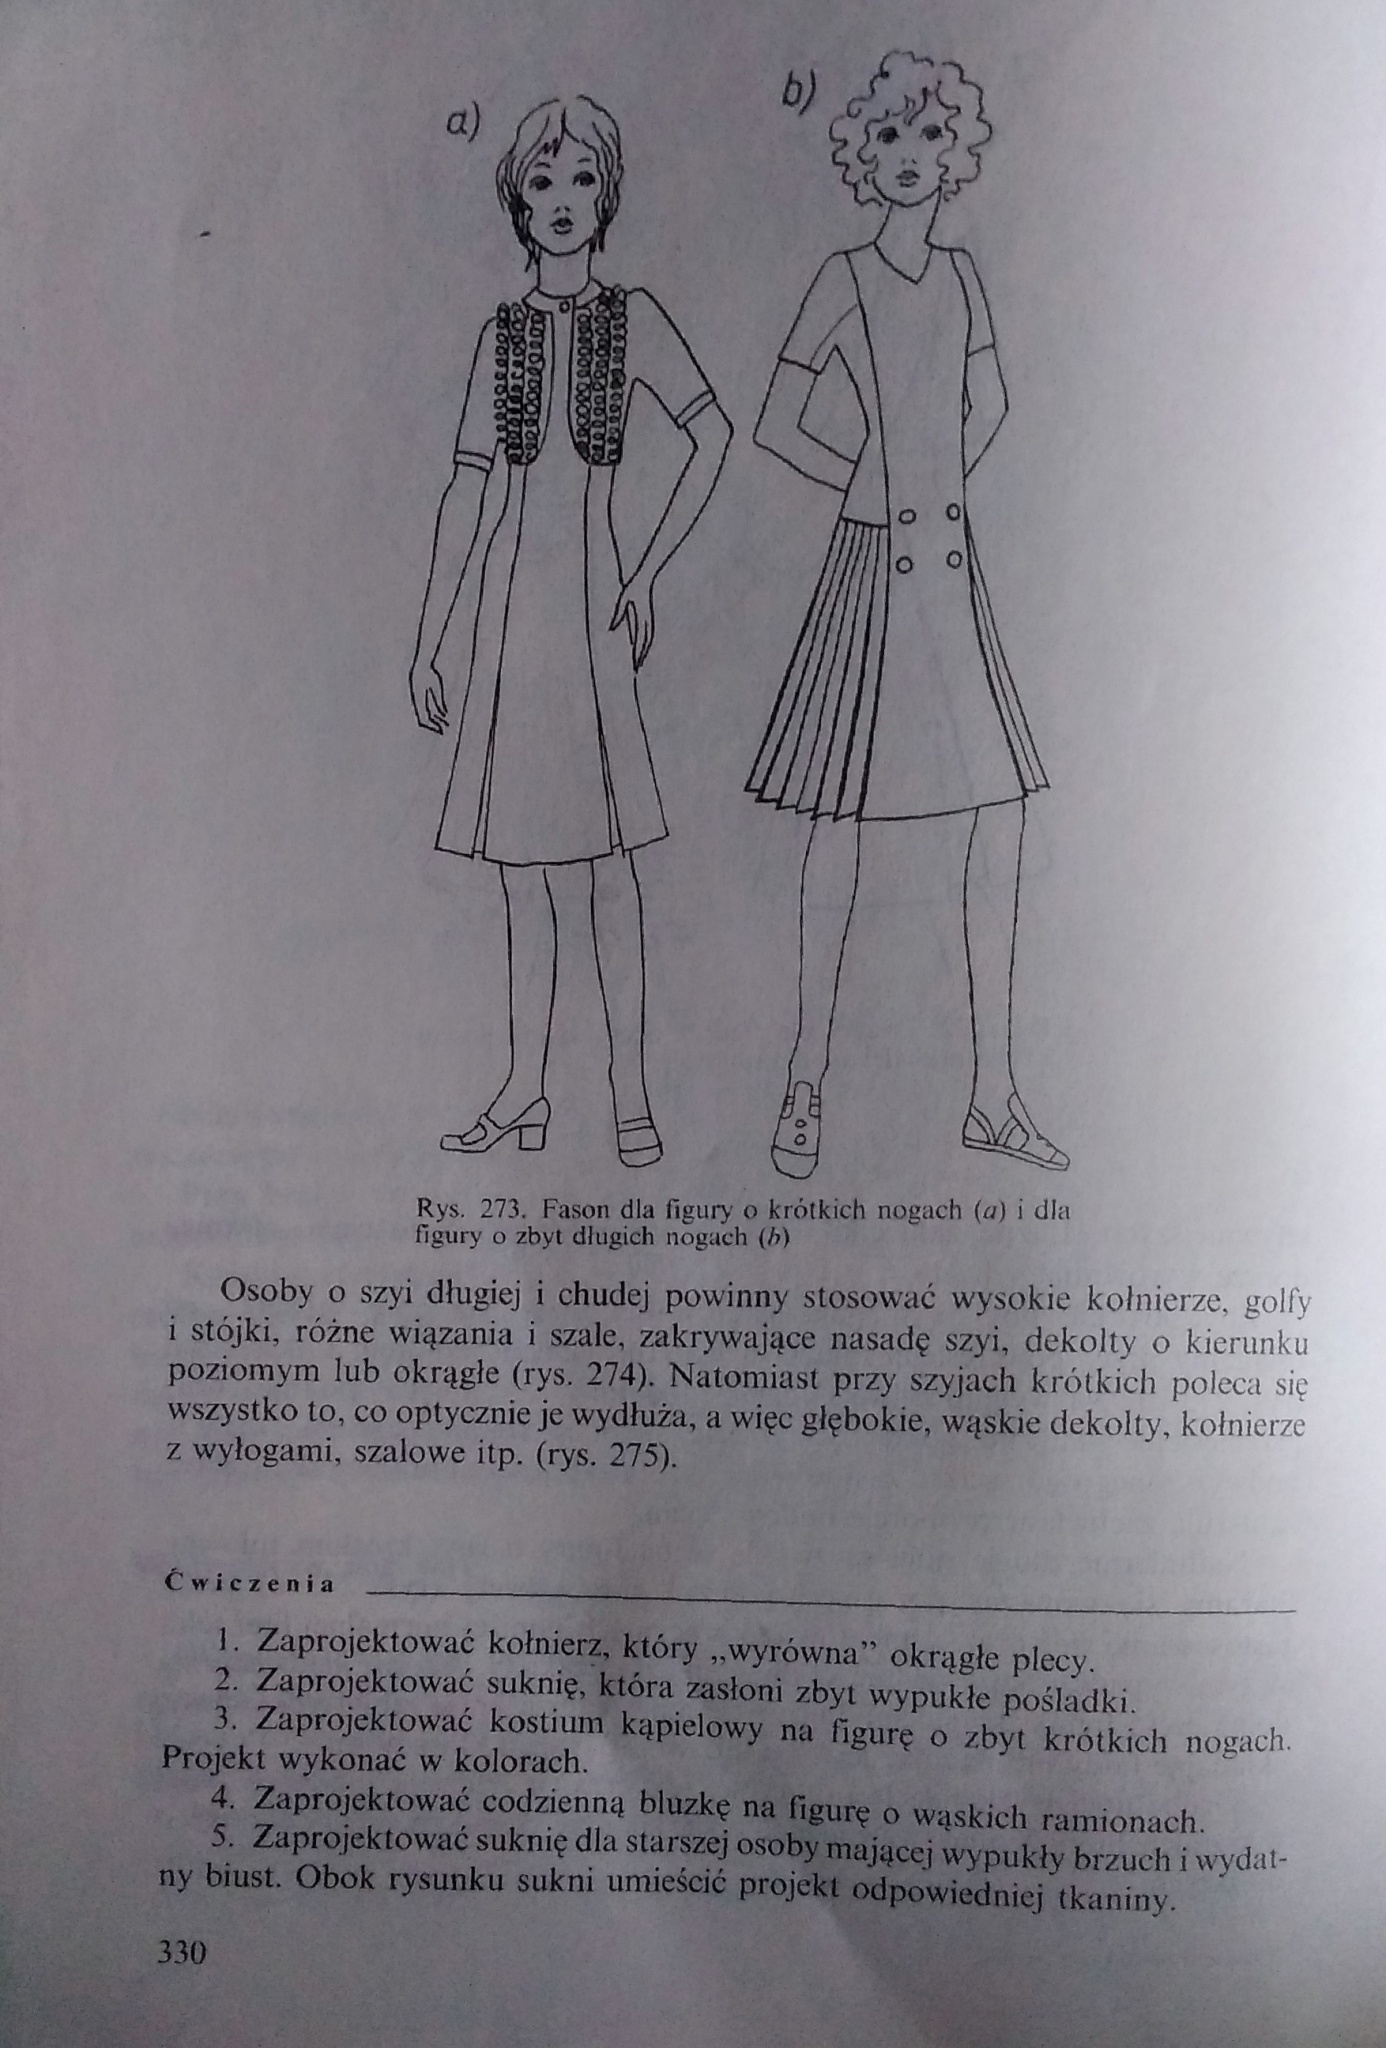 a)
b)
Rys. 273. Fason dla figury o krótkich nogach (a) i dla
figury o zbyt długich nogach (b)
Osoby o szyi długiej i chudej powinny stosować wysokie kołnierze, golfy
i stójki, różne wiązania i szale, zakrywające nasadę szyi, dekolty o kierunku
poziomym lub okrągłe (rys. 274). Natomiast przy szyjach krótkich poleca się
wszystko to, co optycznie je wydłuża, a więc głębokie, wąskie dekolty, kołnierze
z wyłogami, szalowe itp. (rys. 275).
Ćwiczenia
1. Zaprojektować kołnierz, który „wyrówna” okrągłe plecy.
2. Zaprojektować suknię, która zasłoni zbyt wypukłe pośladki.
3. Zaprojektować kostium kąpielowy na figurę o zbyt krótkich nogach.
Projekt wykonać w kolorach.
4. Zaprojektować codzienną bluzkę na figurę o wąskich ramionach.
5. Zaprojektować suknię dla starszej osoby mającej wypukły brzuch i wydat-
ny biust. Obok rysunku sukni umieścić projekt odpowiedniej tkaniny.
330